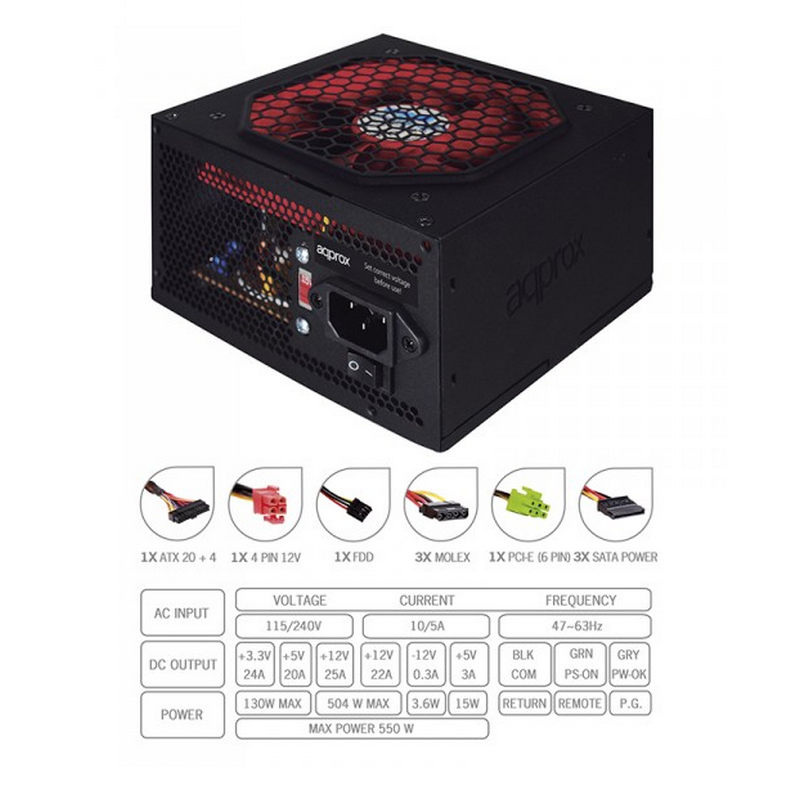 aqprox
Set correct voltage
before use!
aqprox
O –
1X ATX 20 + 4
1X 4 PIN 12V
1X FDD
3X MOLEX
1X PCI-E (6 PIN)
3X SATA POWER
AC INPUT
VOLTAGE CURRENT FREQUENCY
115/240V 10/5A 47~63Hz
DC OUTPUT
+3.3V +5V +12V +12V -12V +5V BLK GRN GRY
24A 20A 25A 22A 0.3A 3A COM PS-ON PW-OK
POWER
130W MAX 504 W MAX 3.6W 15W RETURN REMOTE P.G.
MAX POWER 550 W